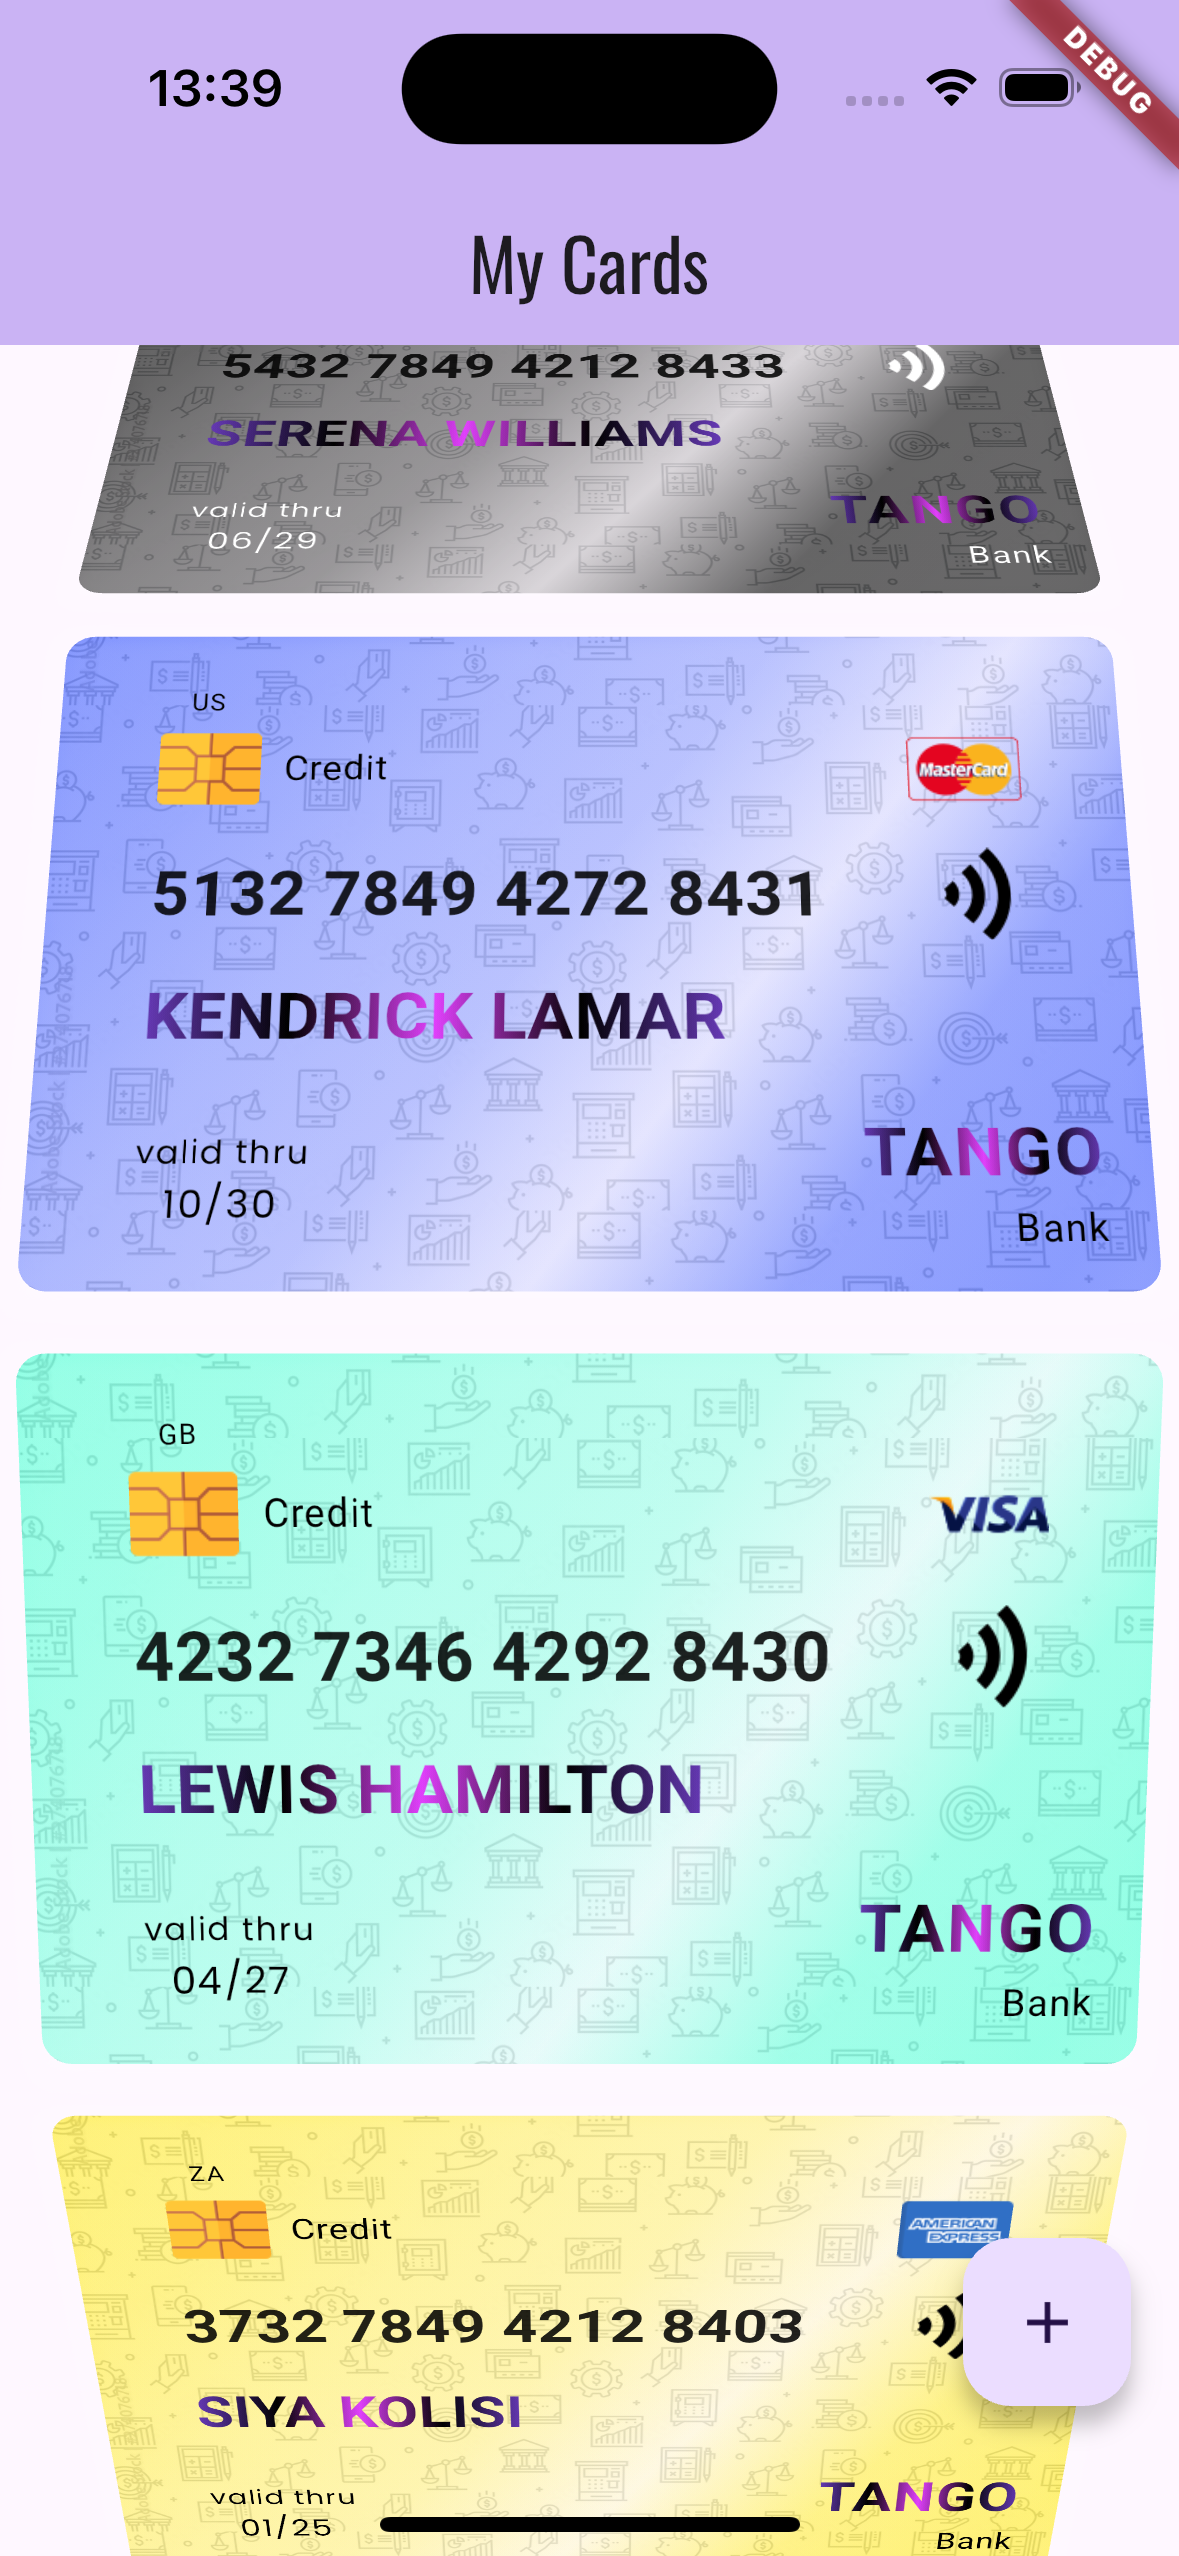 13:39
DEBUG
My Cards
5432 7849 4212 8433
SERENA WILLIAMS
valid thru
06/29
TANGO
Bank
US
Credit
MasterCard
5132 7849 4272 8431
KENDRICK LAMAR
valid thru
10/30
TANGO
Bank
GB
Credit
VISA
4232 7346 4292 8430
LEWIS HAMILTON
valid thru
04/27
TANGO
Bank
ZA
Credit
AMERICAN
EXPRESS
3732 7849 4212 8403
SIYA KOLISI
valid thru
01/25
TANGO
Bank
+